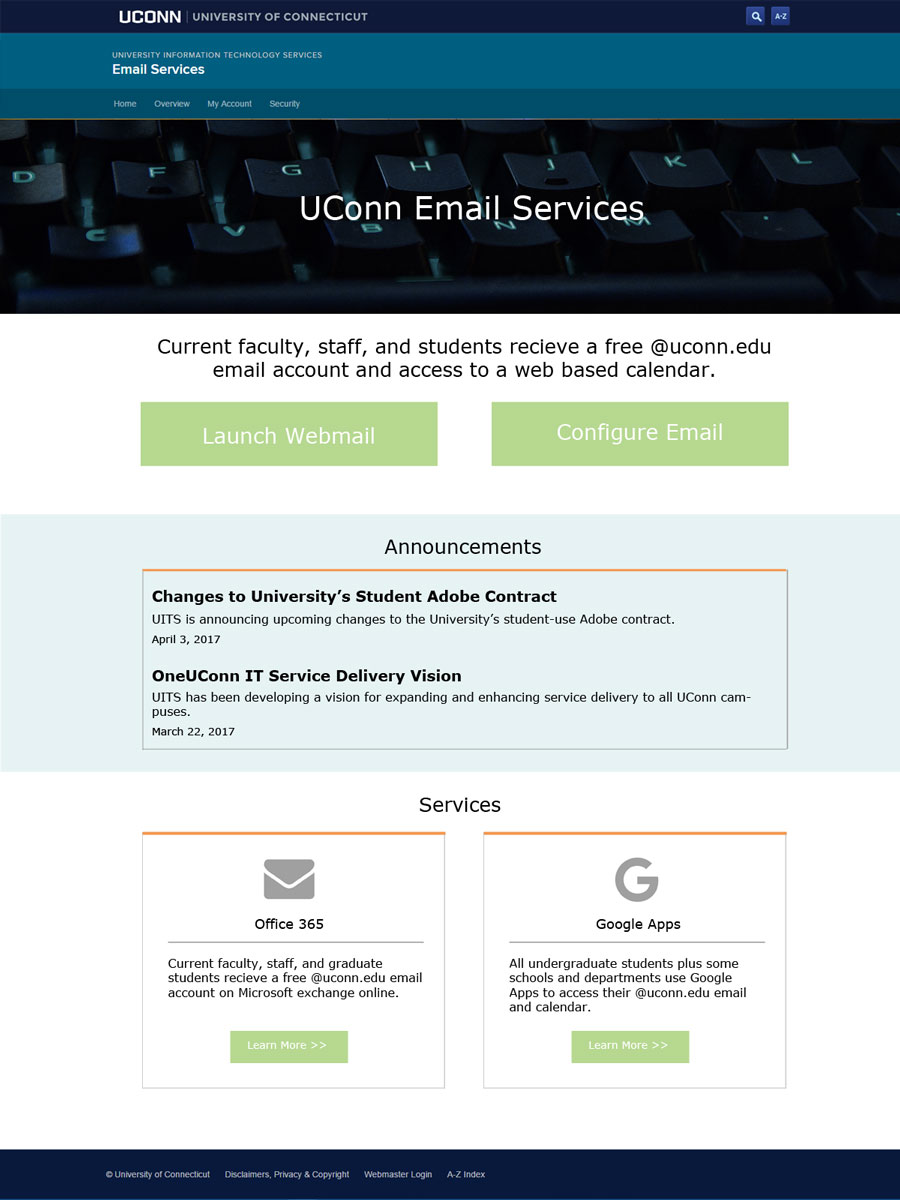 UCONN UNIVERSITY OF CONNECTICUT
A-Z
UNIVERSITY INFORMATION TECHNOLOGY SERVICES
Email Services
Home Overview My Account Security
D F G H J K L
C V B N M
UConn Email Services
Current faculty, staff, and students recieve a free @uconn.edu
email account and access to a web based calendar.
Launch Webmail Configure Email
Announcements
Changes to University’s Student Adobe Contract
UITS is announcing upcoming changes to the University’s student-use Adobe contract.
April 3, 2017
OneUConn IT Service Delivery Vision
UITS has been developing a vision for expanding and enhancing service delivery to all UConn cam-
puses.
March 22, 2017
Services
Office 365
Current faculty, staff, and graduate
students recieve a free @uconn.edu email
account on Microsoft exchange online.
Learn More >>
G
Google Apps
All undergraduate students plus some
schools and departments use Google
Apps to access their @uconn.edu email
and calendar.
Learn More >>
© University of Connecticut Disclaimers, Privacy & Copyright Webmaster Login A-Z Index